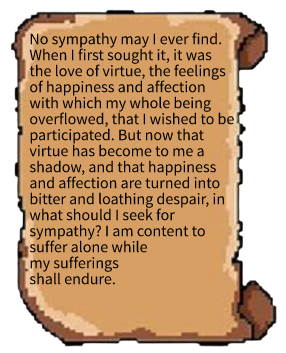 No sympathy may I ever find.
When I first sought it, it was
the love of virtue, the feelings
of happiness and affection
with which my whole being
overflowed, that I wished to be
participated. But now that
virtue has become to me a
shadow, and that happiness
and affection are turned into
bitter and loathing despair, in
what should I seek for
sympathy? I am content to
suffer alone while
my sufferings
shall endure.